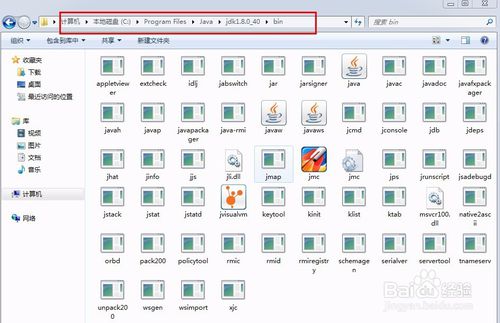 计算机 本地磁盘 (C:) Program Files Java jdk1.8.0_40 bin 搜索 bin
组织 包含到库中 共享 新建文件夹
收藏夹
下载
桌面
最近访问的位置
库
视频
图片
文档
音乐
计算机
网络
appletviewer extcheck idlj jabswitch jar jarsigner java javac javadoc javafxpackager
javah javap javapackager java-rmi javaw javaws jcmd jconsole jdb jdeps
jhat jinfo jjs jli.dll jmap jmc jmc jps jrunscript jsadebugd
jstack jstat jstatd jvisualvm keytool kinit klist ktab msvcr100.dll native2ascii
orbd pack200 policytool rmic rmid rmiregistry schemagen serialver servertool tnameserv
unpack200 wsgen wsimport xjc
Baidu 经验
jingyan.baidu.com